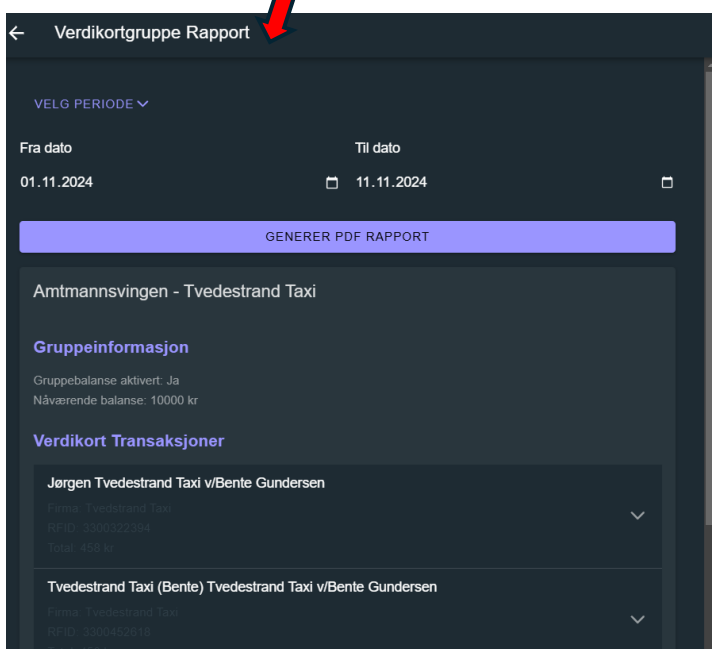 Verdikortgruppe Rapport
VELG PERIODE
Fra dato
Til dato
01.11.2024
11.11.2024
GENERER PDF RAPPORT
Amtmannsvingen - Tvedestrand Taxi
Gruppeinformasjon
Gruppebalanse aktivert: Ja
Nåværende balanse: 10000 kr
Verdikort Transaksjoner
Jørgen Tvedestrand Taxi v/Bente Gundersen
Firma: Tvedstrand Taxi
RFID: 3300322394
Total: 458 kr
Tvedestrand Taxi (Bente) Tvedestrand Taxi v/Bente Gundersen
Firma: Tvedestrand Taxi
RFID: 3300452618